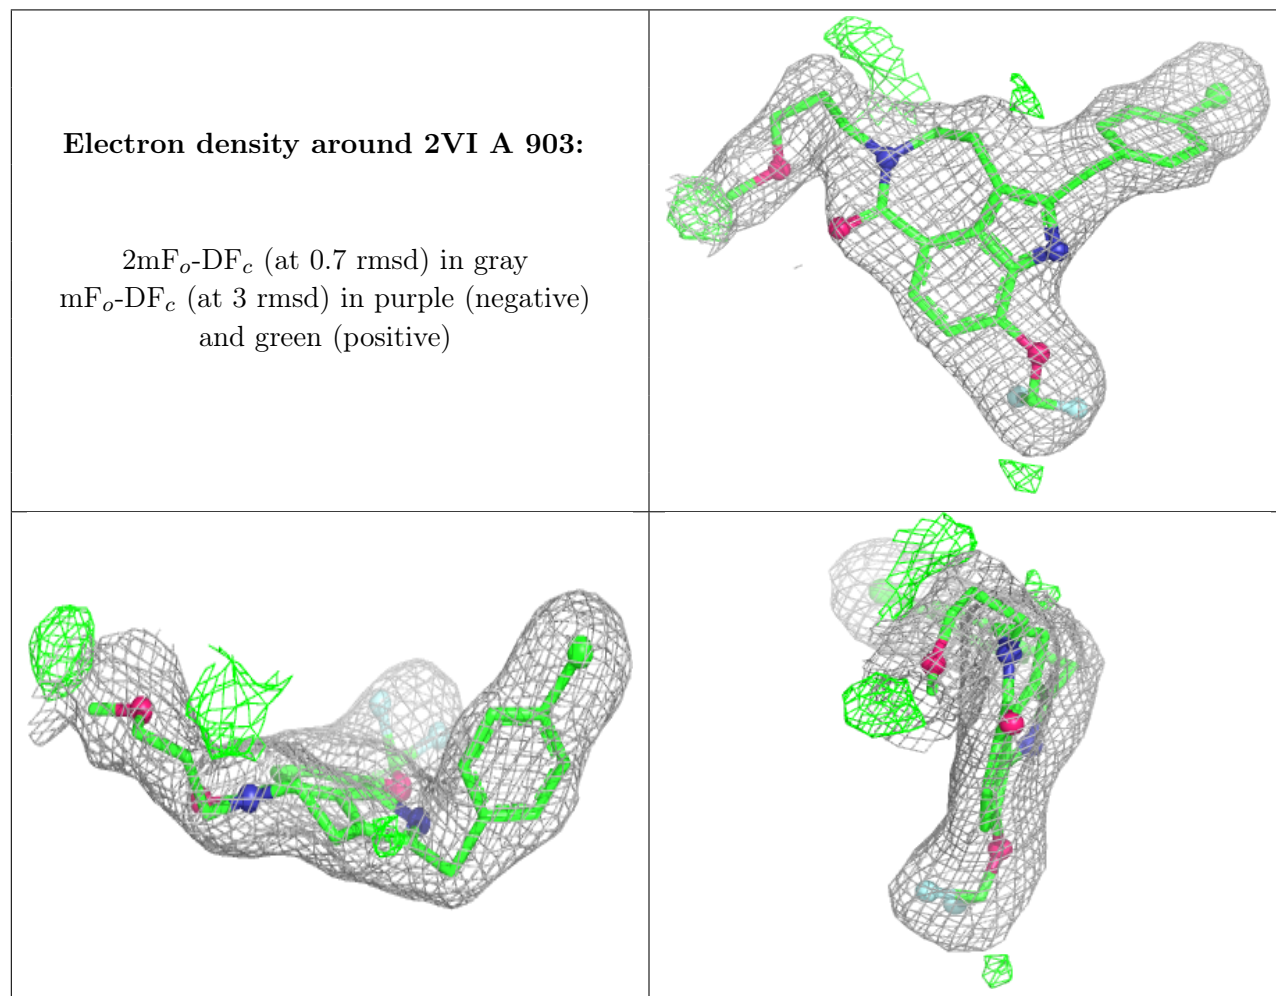 Electron density around 2VI A 903:
2mFo-DFc (at 0.7 rmsd) in gray
mFo-DFc (at 3 rmsd) in purple (negative)
and green (positive)